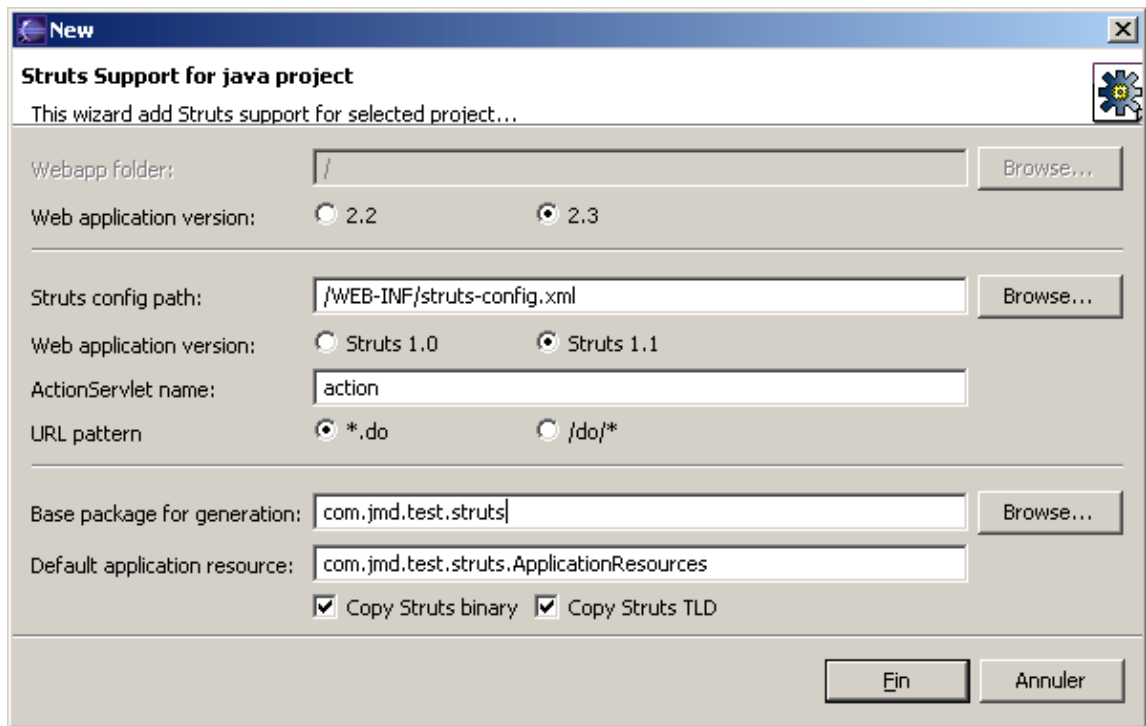 New
Struts Support for java project
This wizard add Struts support for selected project...
Webapp folder: / Browse...
Web application version: 2.2 2.3
Struts config path: /WEB-INF/struts-config.xml Browse...
Web application version: Struts 1.0 Struts 1.1
ActionServlet name: action
URL pattern *.do /do/*
Base package for generation: com.jmd.test.struts Browse...
Default application resource: com.jmd.test.struts.ApplicationResources
Copy Struts binary Copy Struts TLD
Fin Annuler